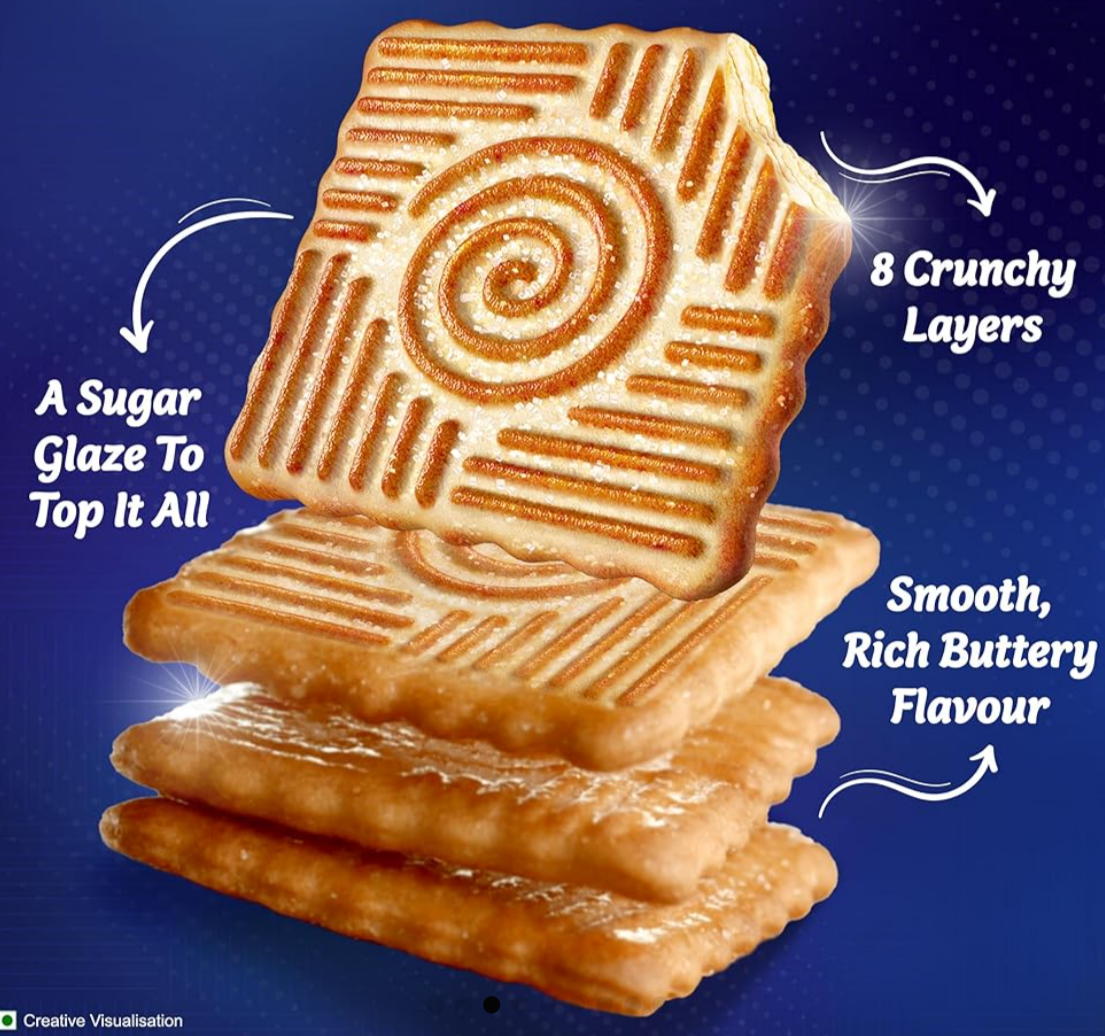 8 Crunchy
Layers
A Sugar
Glaze To
Top It All
Smooth,
Rich Buttery
Flavour
Creative Visualisation